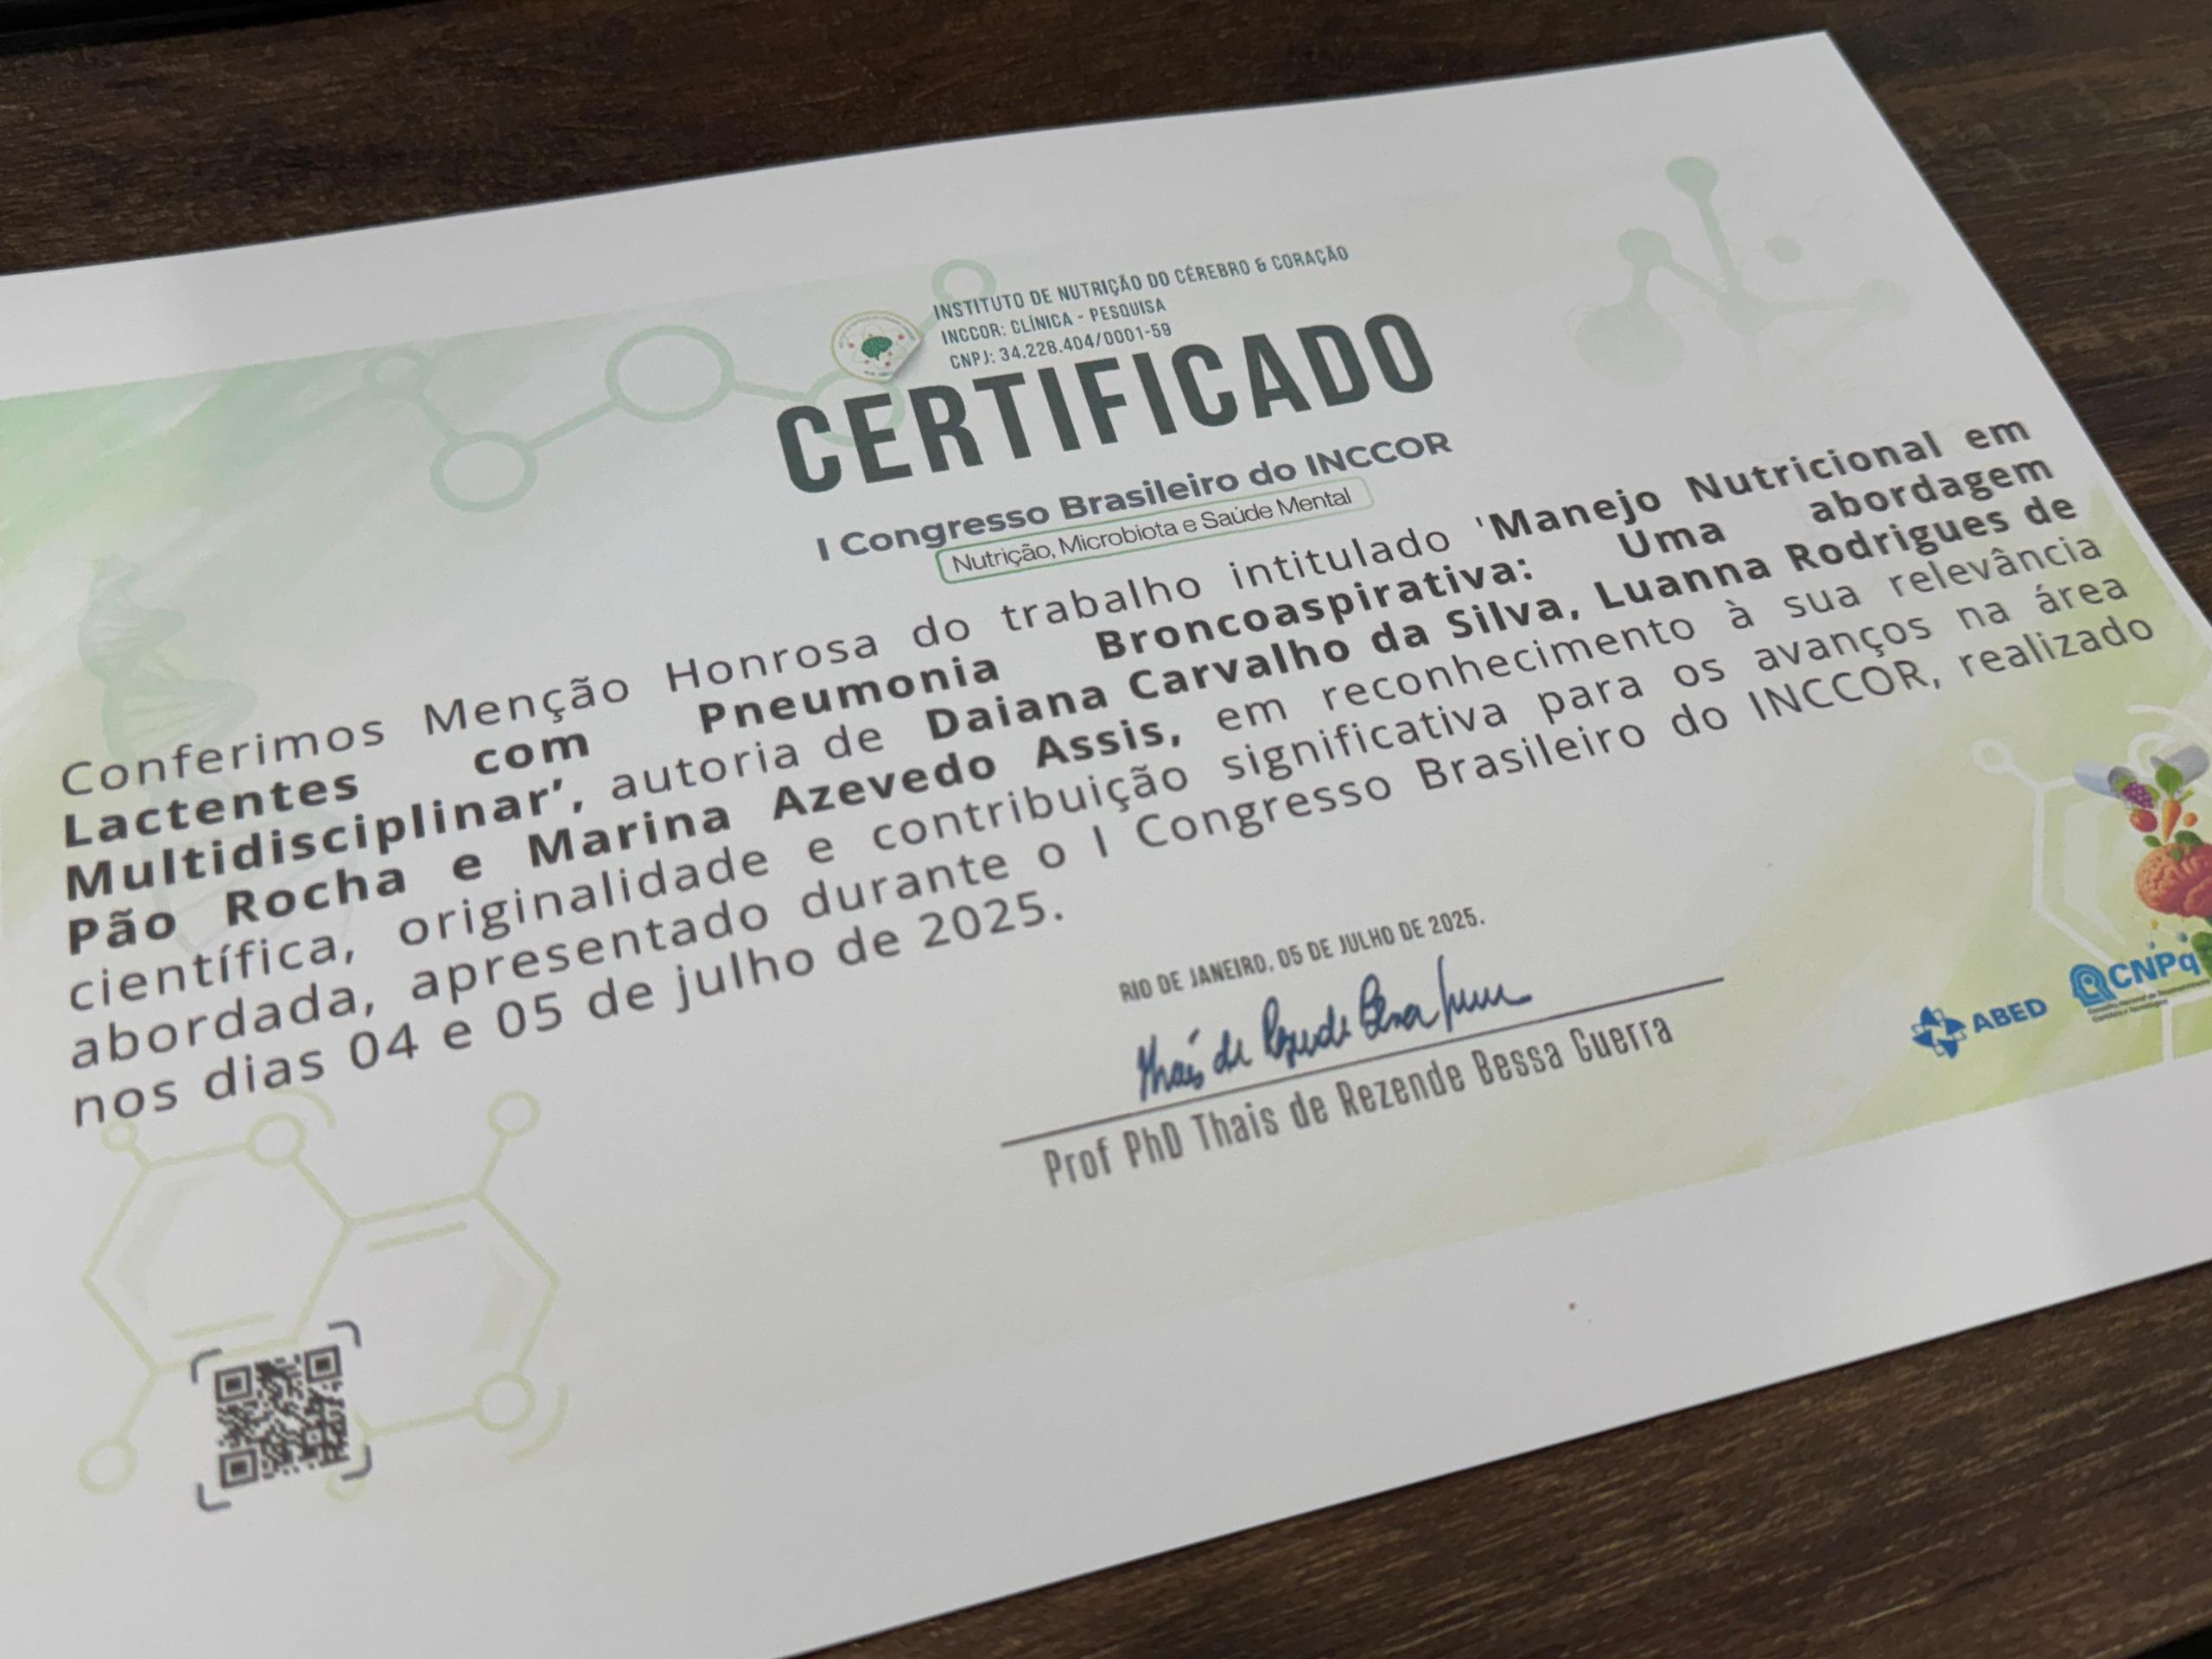 INSTITUTO DE NUTRIÇÃO DO CÉREBRO & CORAÇÃO
INCCOR: CLÍNICA - PESQUISA
CNPJ: 34.228.404/0001-59
CERTIFICADO
I Congresso Brasileiro do INCCOR
Nutrição, Microbiota e Saúde Mental
Conferimos Menção Honrosa do trabalho intitulado 'Manejo Nutricional em
Lactentes com Pneumonia Broncoaspirativa: Uma abordagem
Multidisciplinar’, autoria de Daiana Carvalho da Silva, Luanna Rodrigues de
Pão Rocha e Marina Azevedo Assis, em reconhecimento à sua relevância
científica, originalidade e contribuição significativa para os avanços na área
abordada, apresentado durante o I Congresso Brasileiro do INCCOR, realizado
nos dias 04 e 05 de julho de 2025.
RIO DE JANEIRO, 05 DE JULHO DE 2025.
Thais de Rezende Bessa Guerra
Prof PhD Thais de Rezende Bessa Guerra
ABED
CNPq